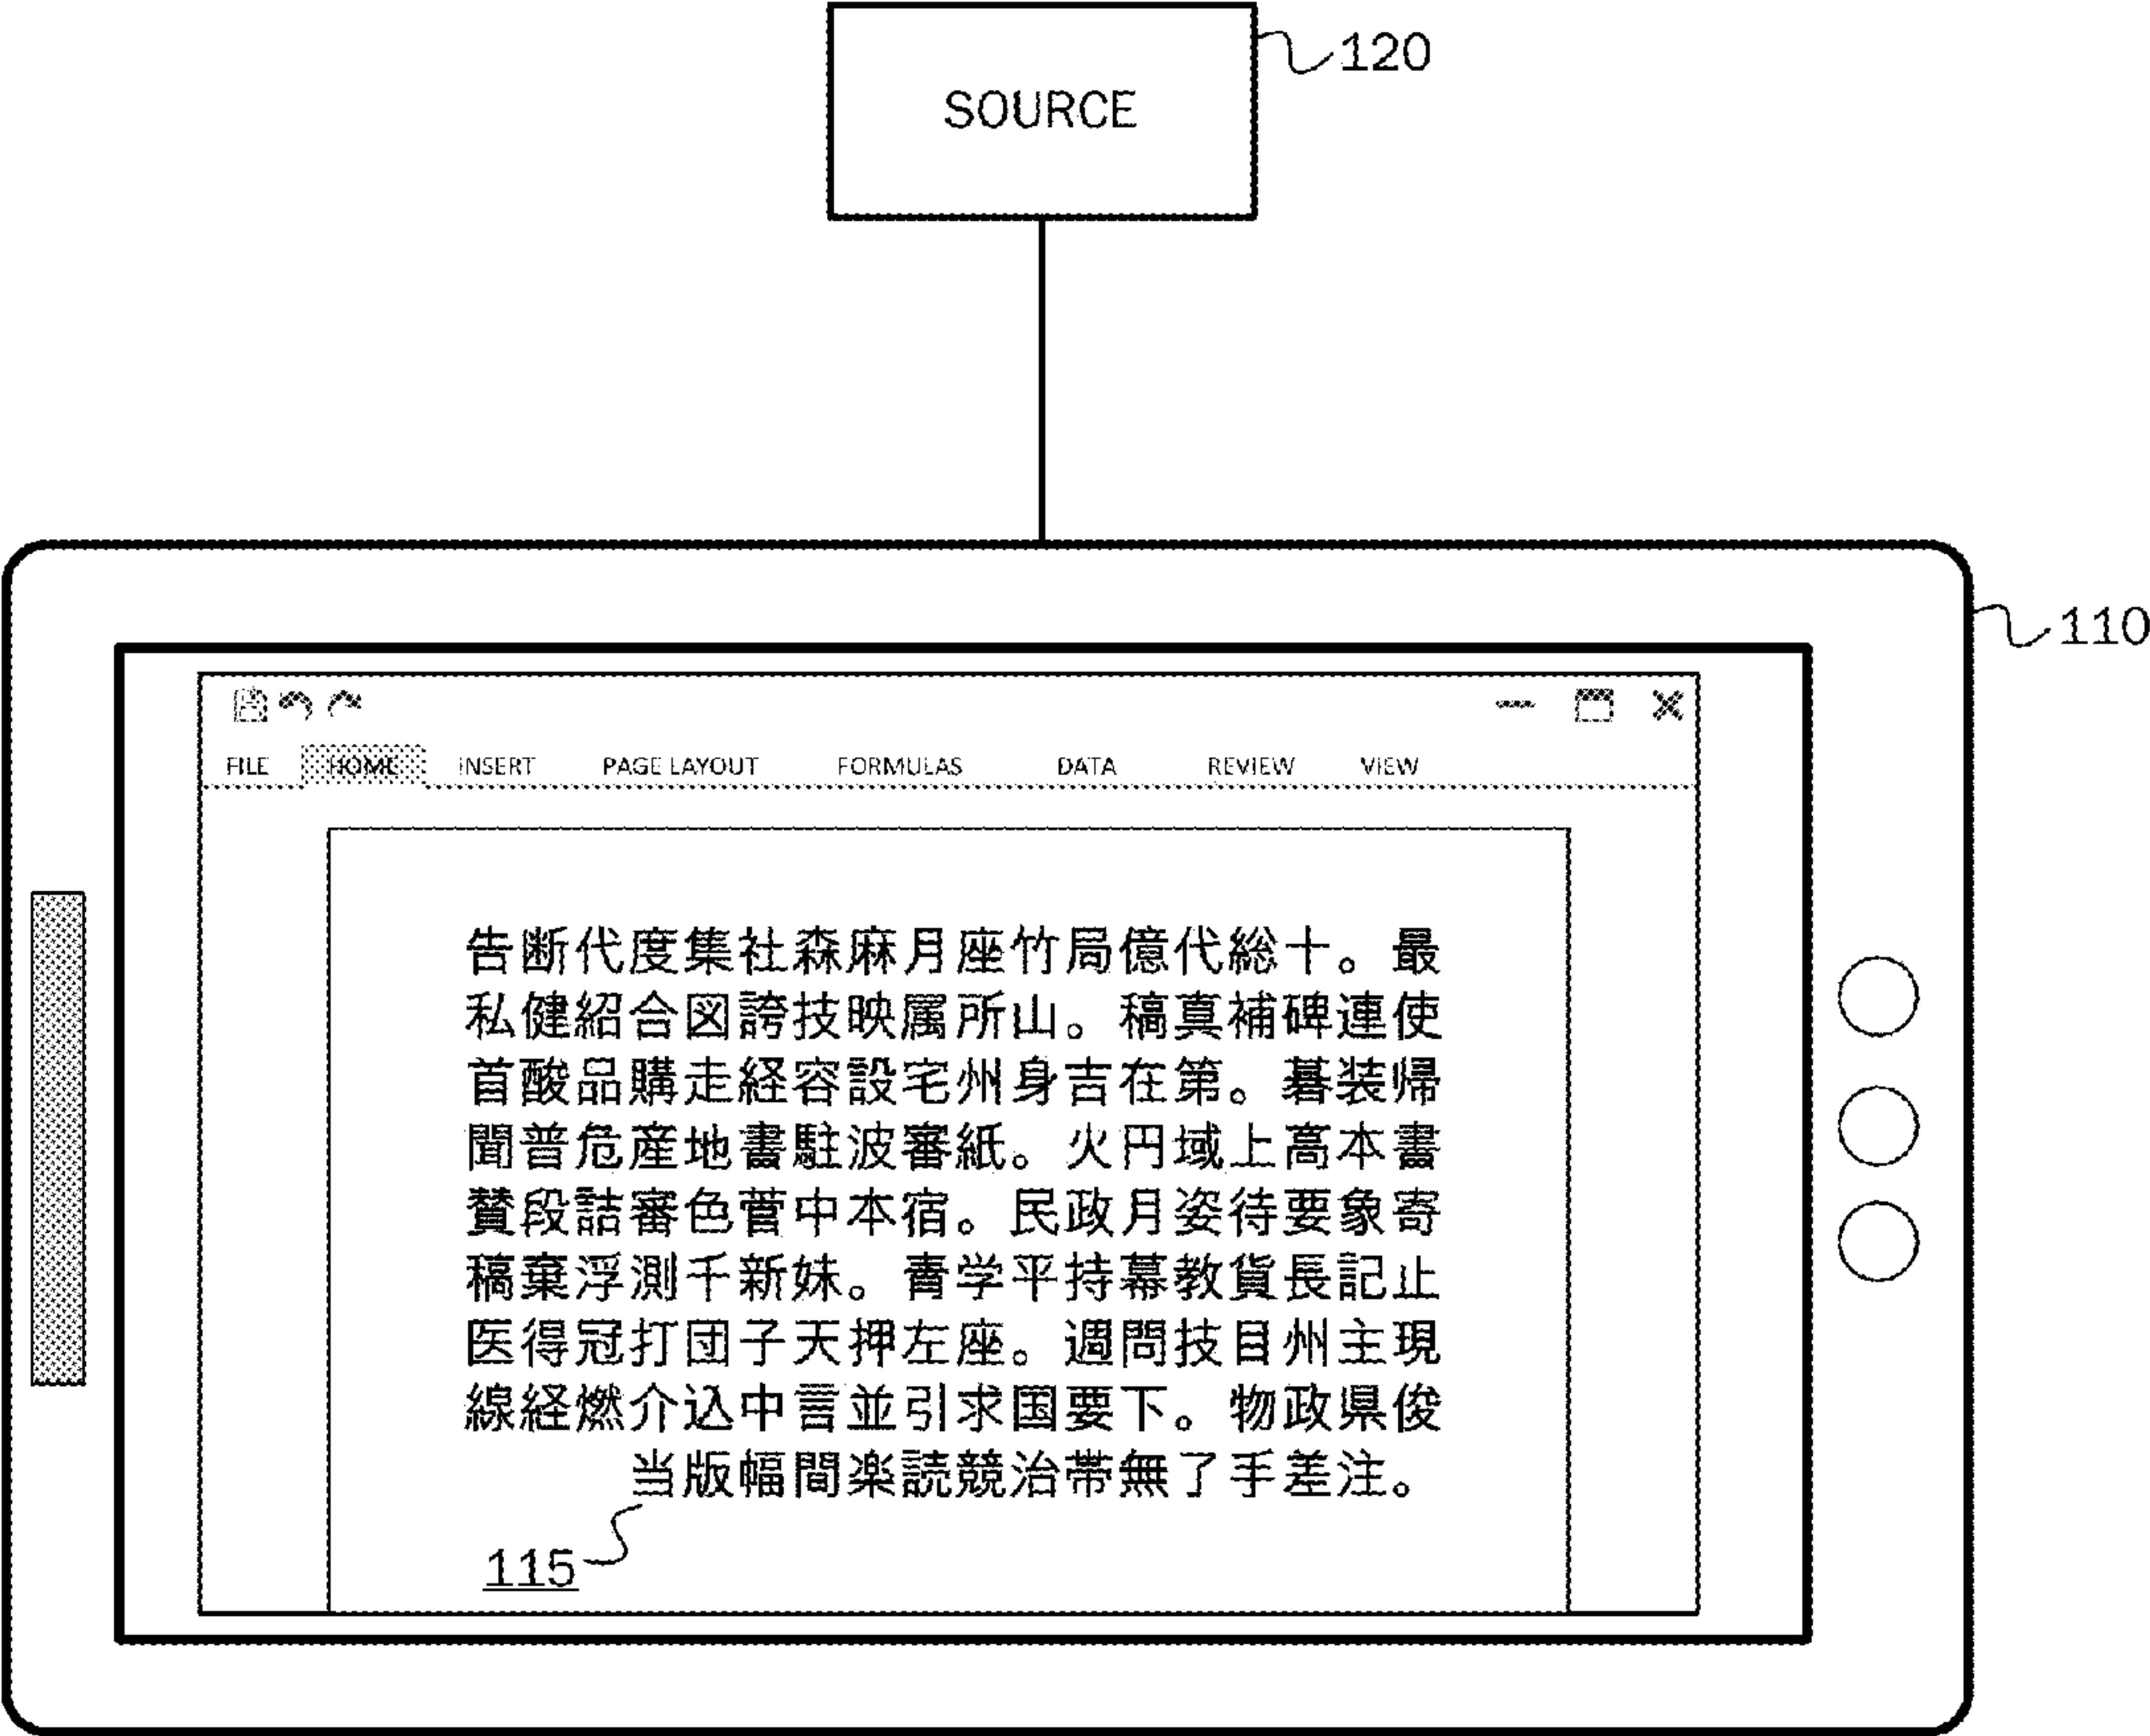 SOURCE
120
110
FILE HOME INSERT PAGE LAYOUT FORMULAS DATA REVIEW VIEW
告断代度集社森麻月座竹局億代総十。最
私健紹合図誇技映属所山。稿真補碑連使
首酸品購走経容設宅州身吉在第。碁装帰
聞普危産地書駐波審紙。火円域上高本書
賛段詰審色菅中本宿。民政月姿待要象寄
稿棄浮測千新妹。青学平持幕教貨長記止
医得冠打団子天押左座。週問技目州主現
線経燃介込中言並引求国要下。物政県俊
当版幅間楽読競治帯無了手差注。
115